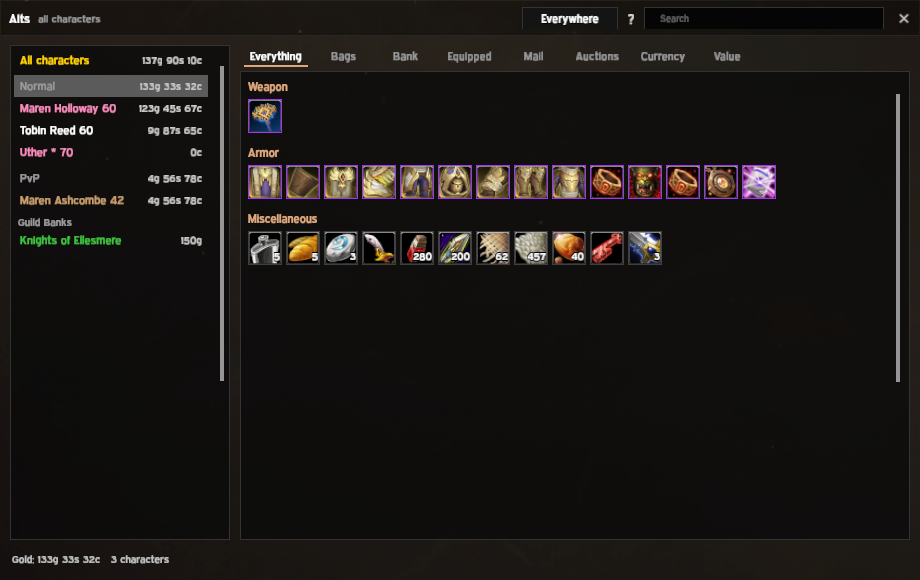 Alts all characters Everywhere ? Search ×
All characters 137g 90s 10c
Normal 133g 33s 32c
Maren Holloway 60 123g 45s 67c
Tobin Reed 60 9g 87s 65c
Uther * 70 0c
PvP 4g 56s 78c
Maren Ashcombe 42 4g 56s 78c
Guild Banks
Knights of Ellesmere 150g
Everything Bags Bank Equipped Mail Auctions Currency Value
Weapon
Armor
Miscellaneous
5 5 3 280 200 62 457 40 3
Gold: 133g 33s 32c 3 characters